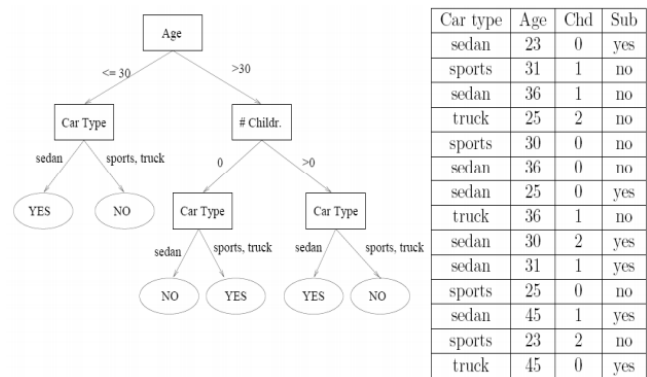 Age
<= 30
>30
Car Type
# Childr.
sedan
sports, truck
0
>0
YES
NO
Car Type
Car Type
sedan
sports, truck
sedan
sports, truck
NO
YES
YES
NO
Car type Age Chd Sub
sedan 23 0 yes
sports 31 1 no
sedan 36 1 no
truck 25 2 no
sports 30 0 no
sedan 36 0 no
sedan 25 0 yes
truck 36 1 no
sedan 30 2 yes
sedan 31 1 yes
sports 25 0 no
sedan 45 1 yes
sports 23 2 no
truck 45 0 yes